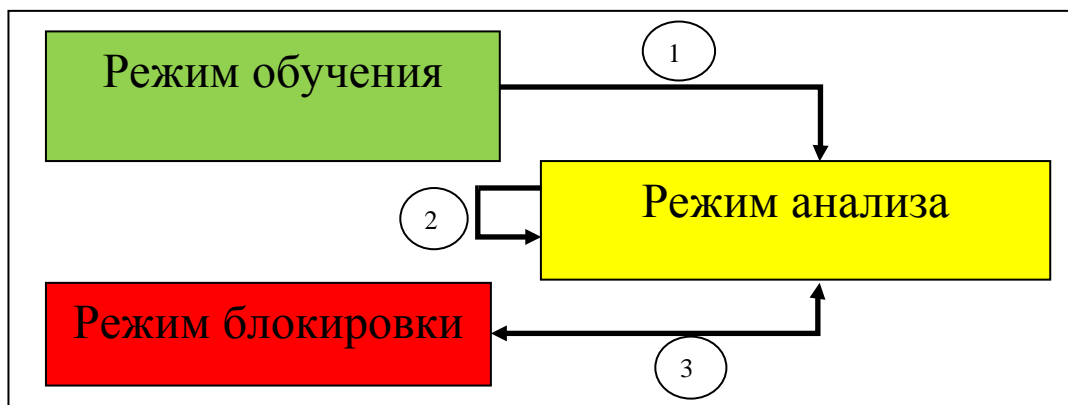 Режим обучения
1
Режим анализа
2
Режим блокировки
3